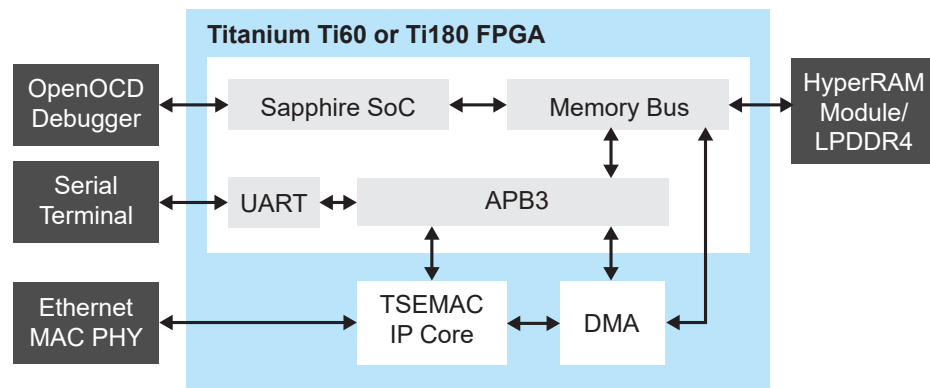 Titanium Ti60 or Ti180 FPGA
OpenOCD
Debugger
Sapphire SoC
Memory Bus
HyperRAM
Module/
LPDDR4
Serial
Terminal
UART
APB3
Ethernet
MAC PHY
TSEMAC
IP Core
DMA